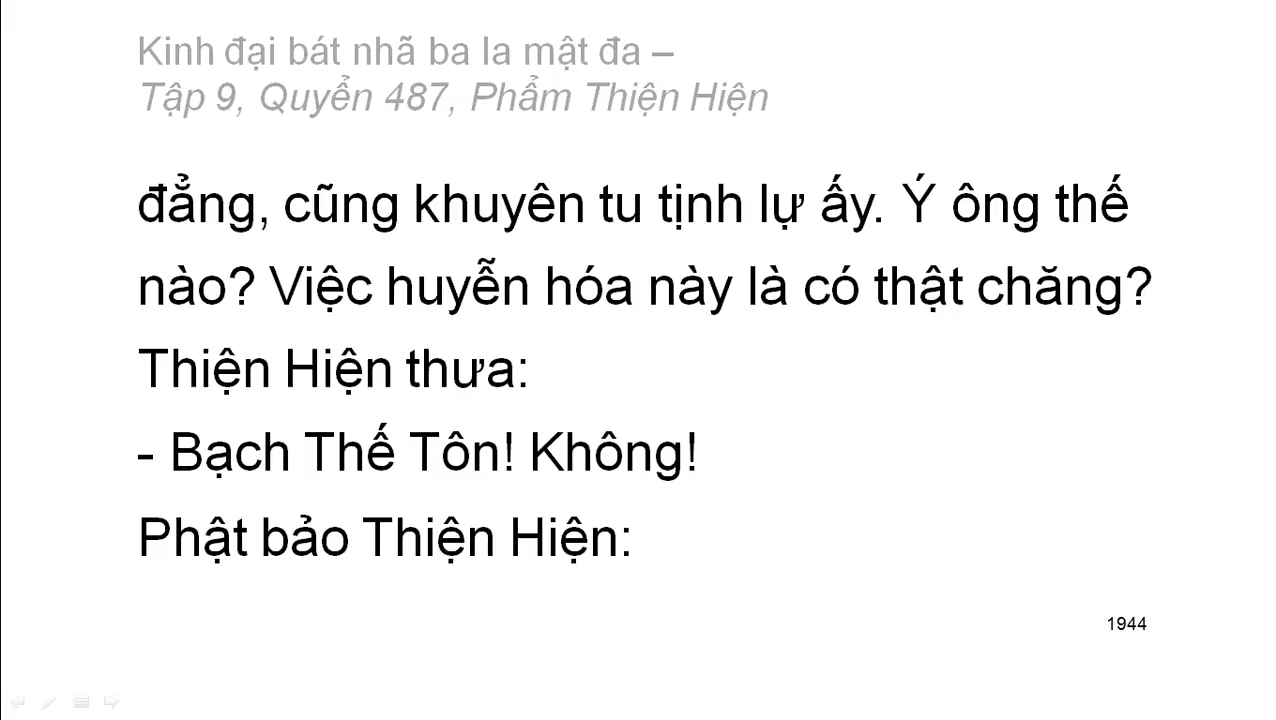 Kinh đại bát nhã ba la mật đa –
Tập 9, Quyển 487, Phẩm Thiện Hiện
đẳng, cũng khuyên tu tịnh lự ấy. Ý ông thế
nào? Việc huyễn hóa này là có thật chăng?
Thiện Hiện thưa:
- Bạch Thế Tôn! Không!
Phật bảo Thiện Hiện:
1944